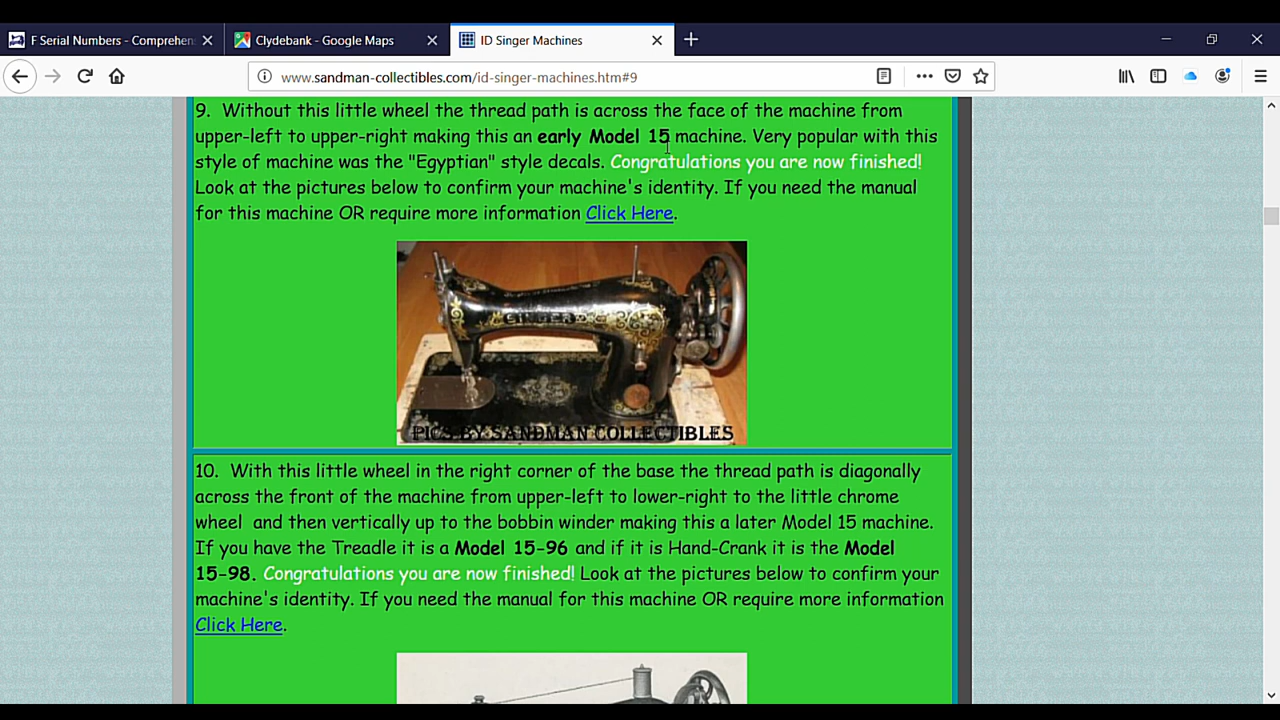 F Serial Numbers - Comprehen
Clydebank - Google Maps
ID Singer Machines
www.sandman-collectibles.com/id-singer-machines.htm#9
9. Without this little wheel the thread path is across the face of the machine from
upper-left to upper-right making this an early Model 15 machine. Very popular with this
style of machine was the "Egyptian" style decals. Congratulations you are now finished!
Look at the pictures below to confirm your machine's identity. If you need the manual
for this machine OR require more information Click Here.
SINGER
PICS BY SANDMAN COLLECTIBLES
10. With this little wheel in the right corner of the base the thread path is diagonally
across the front of the machine from upper-left to lower-right to the little chrome
wheel and then vertically up to the bobbin winder making this a later Model 15 machine.
If you have the Treadle it is a Model 15-96 and if it is Hand-Crank it is the Model
15-98. Congratulations you are now finished! Look at the pictures below to confirm your
machine's identity. If you need the manual for this machine OR require more information
Click Here.